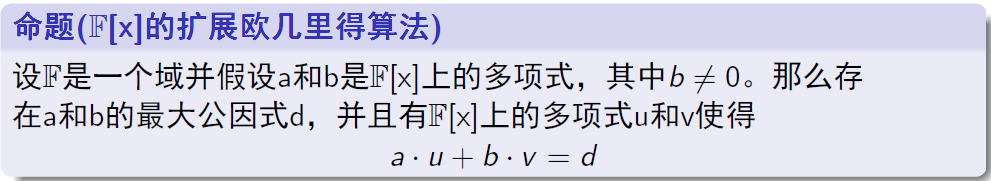 命题(𝔽[x]的扩展欧几里得算法)
设𝔽是一个域并假设a和b是𝔽[x]上的多项式，其中b ≠ 0。那么存
在a和b的最大公因式d，并且有𝔽[x]上的多项式u和v使得
a · u + b · v = d